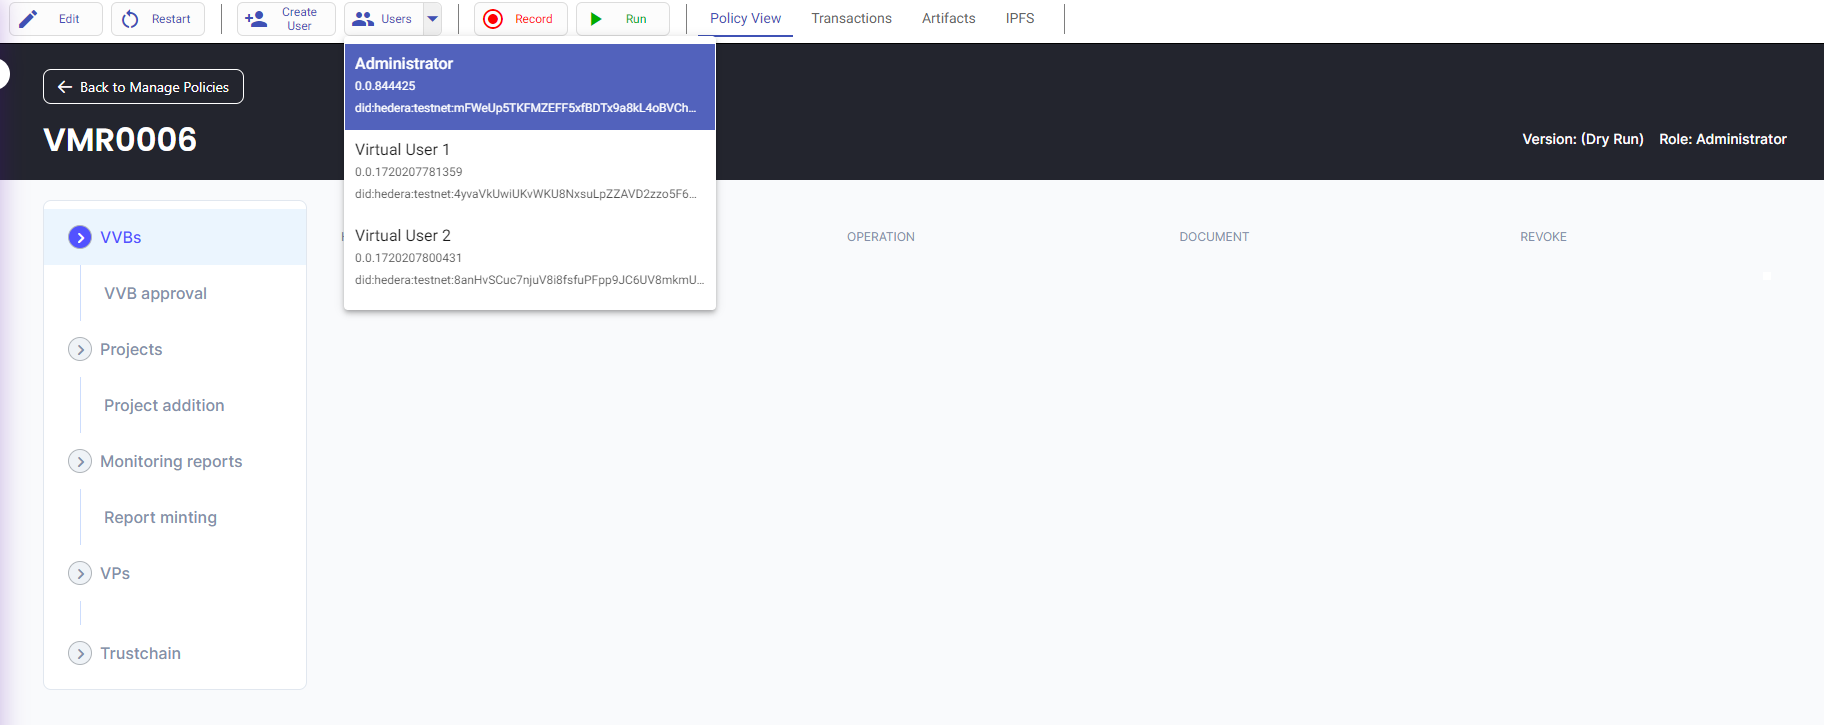 Edit
Restart
Create
User
Users
Record
Run
Policy View
Transactions
Artifacts
IPFS
Back to Manage Policies
VMR0006
Administrator
0.0.844425
did:hedera:testnet:mFWeUp5TKFMZEFF5xfBDTx9a8kL4oBVCh...
Virtual User 1
0.0.1720207781359
did:hedera:testnet:4yvaVkUwiUKvWKU8NxsuLpZZAVD2zzo5F6...
Virtual User 2
0.0.1720207800431
did:hedera:testnet:8anHvSCuc7njuV8i8fsfuPFpp9JC6UV8mkmU...
Version: (Dry Run) Role: Administrator
VVBs
VVB approval
Projects
Project addition
Monitoring reports
Report minting
VPs
Trustchain
OPERATION
DOCUMENT
REVOKE